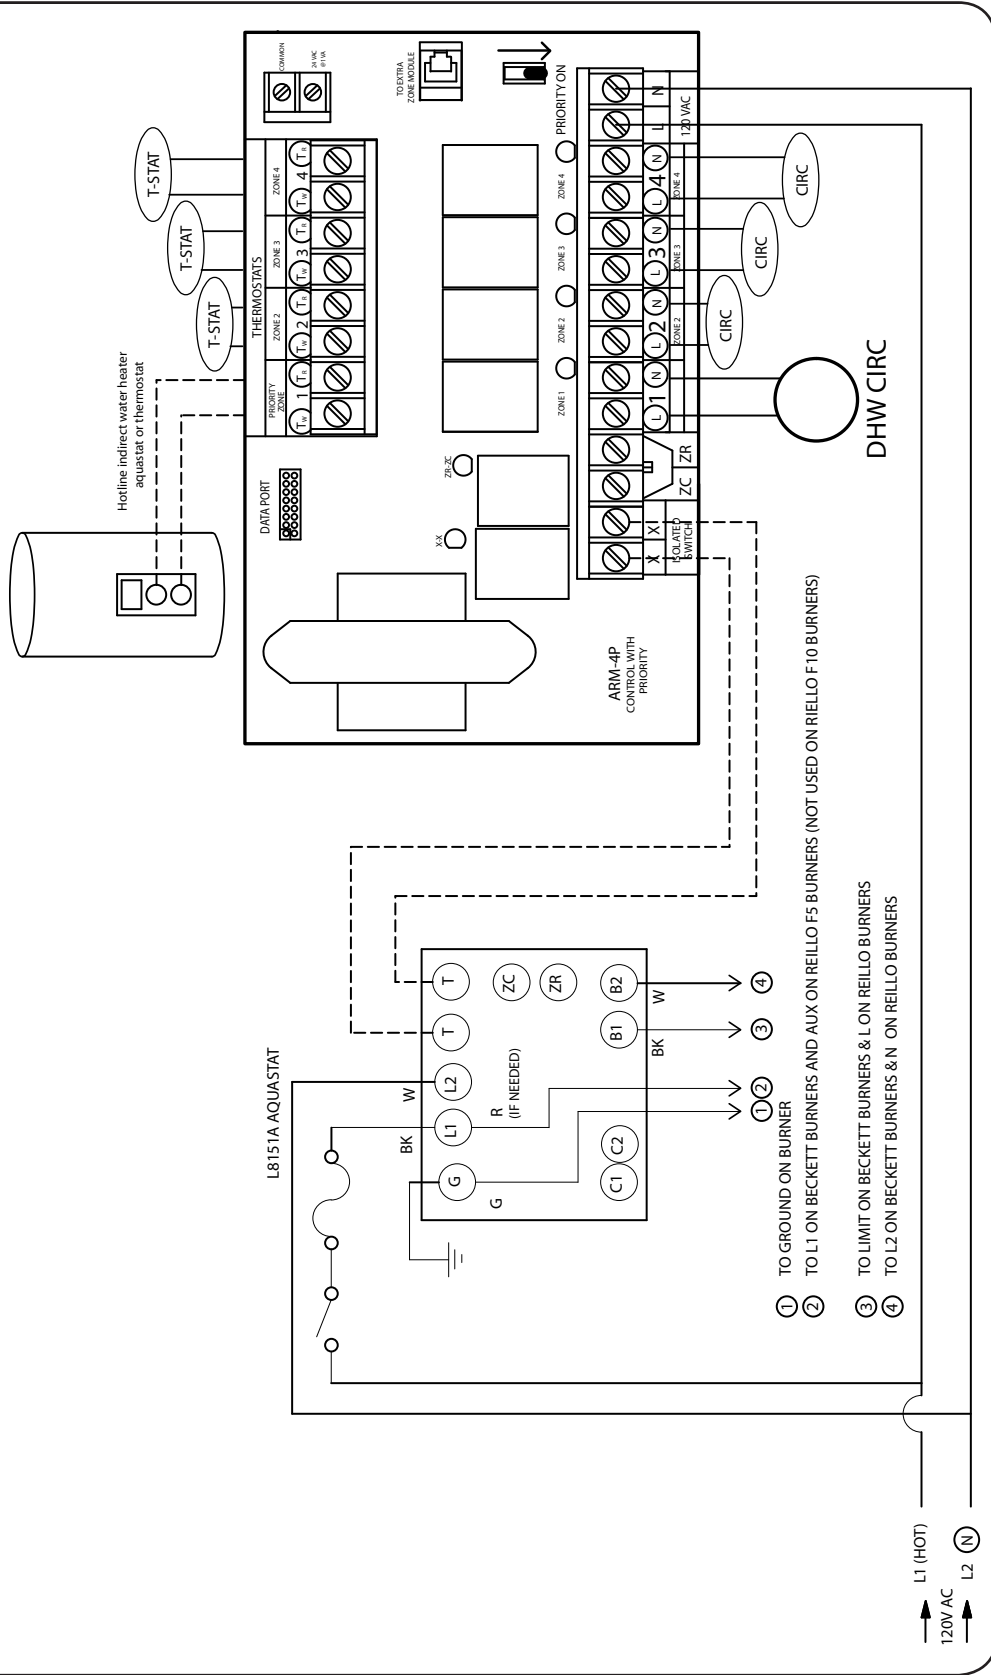 Hotline indirect water heater
aquastat or thermostat
T-STAT
T-STAT
T-STAT
DATA PORT
THERMOSTATS
PRIORITY
ZONE
ZONE 2
ZONE 3
ZONE 4
TW 1 TR
TW 2 TR
TW 3 TR
TW 4 TR
COMMON
24 VAC
@1VA
TO EXTRA
ZONE MODULE
PRIORITY ON
X-X
ZR-ZC
ZONE 1
ZONE 2
ZONE 3
ZONE 4
ARM-4P
CONTROL WITH
PRIORITY
X X
ISOLATED
SWITCH
ZC ZR
L 1 N
L 2 N
ZONE 2
L 3 N
ZONE 3
L 4 N
ZONE 4
L N
120 VAC
DHW CIRC
CIRC
CIRC
CIRC
L8151A AQUASTAT
BK
W
G
L1
L2
T
T
G
R
(IF NEEDED)
ZC
ZR
C1
C2
B1
B2
BK
W
1
2
3
4
1 TO GROUND ON BURNER
2 TO L1 ON BECKETT BURNERS AND AUX ON REILLO F5 BURNERS (NOT USED ON RIELLO F10 BURNERS)
3 TO LIMIT ON BECKETT BURNERS & L ON REILLO BURNERS
4 TO L2 ON BECKETT BURNERS & N ON REILLO BURNERS
L1 (HOT)
120V AC
L2 N